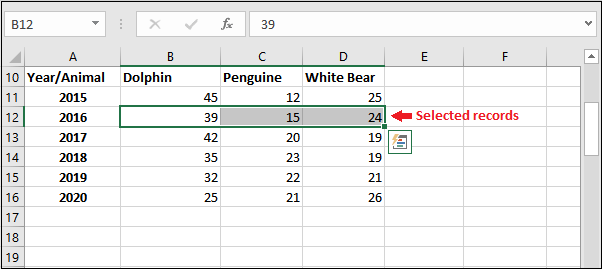 B12 fx 39
A B C D E F
10 Year/Animal Dolphin Penguine White Bear
11 2015 45 12 25
12 2016 39 15 24 Selected records
13 2017 42 20 19
14 2018 35 23 19
15 2019 32 22 21
16 2020 25 21 26
17
18
19